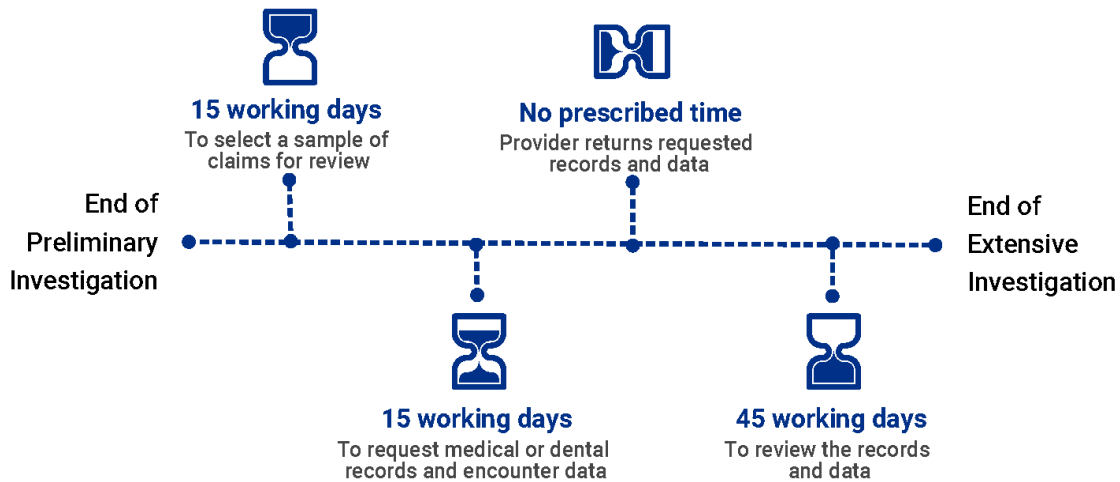 15 working days
To select a sample of
claims for review
No prescribed time
Provider returns requested
records and data
End of
Preliminary
Investigation
End of
Extensive
Investigation
15 working days
To request medical or dental
records and encounter data
45 working days
To review the records
and data